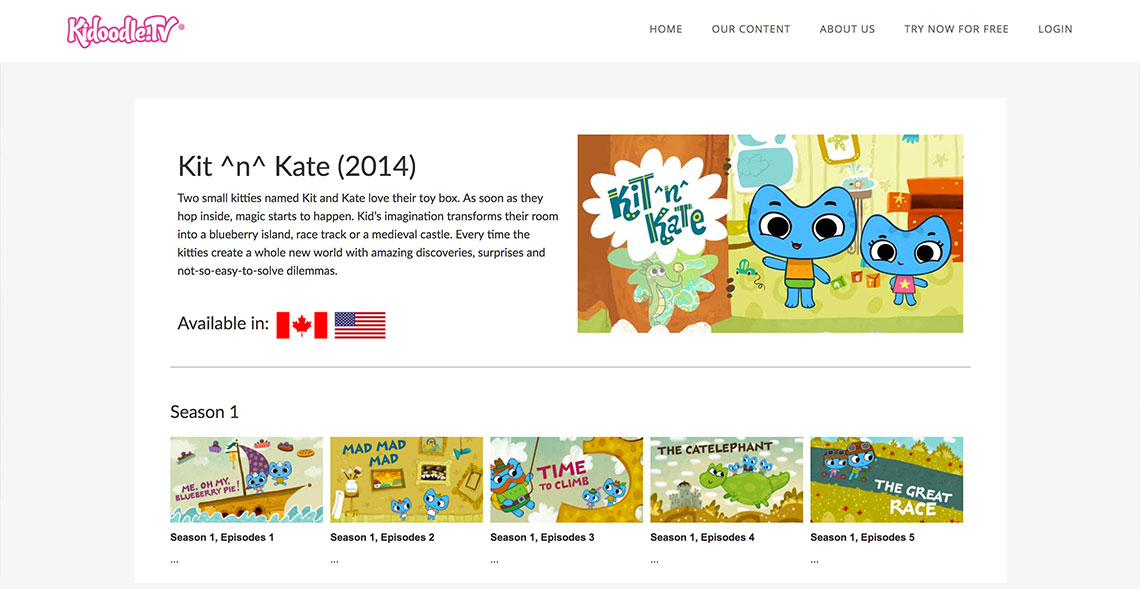 Kidoodle.TV®
HOME OUR CONTENT ABOUT US TRY NOW FOR FREE LOGIN
Kit ^n^ Kate (2014)
Two small kitties named Kit and Kate love their toy box. As soon as they
hop inside, magic starts to happen. Kid’s imagination transforms their room
into a blueberry island, race track or a medieval castle. Every time the
kitties create a whole new world with amazing discoveries, surprises and
not-so-easy-to-solve dilemmas.
Available in:
KIT ^n^
KATE
Season 1
ME, OH MY,
BLUEBERRY PIE!
Season 1, Episodes 1
...
MAD MAD
MAD
Season 1, Episodes 2
...
TIME
TO CLIMB
Season 1, Episodes 3
...
THE CATELEPHANT
Season 1, Episodes 4
...
THE GREAT
RACE
Season 1, Episodes 5
...